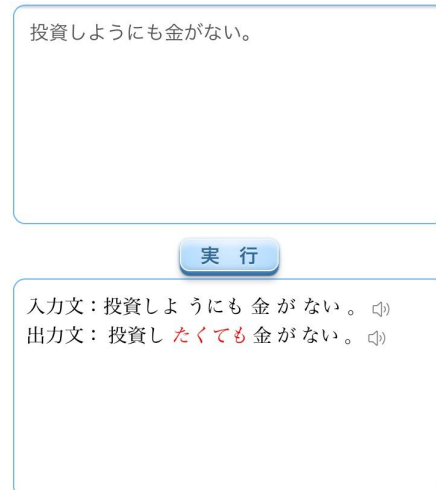 投資しようにも金がない。
実 行
入力文：投資しよ うにも 金 が ない 。
出力文： 投資し たくても 金 が ない 。